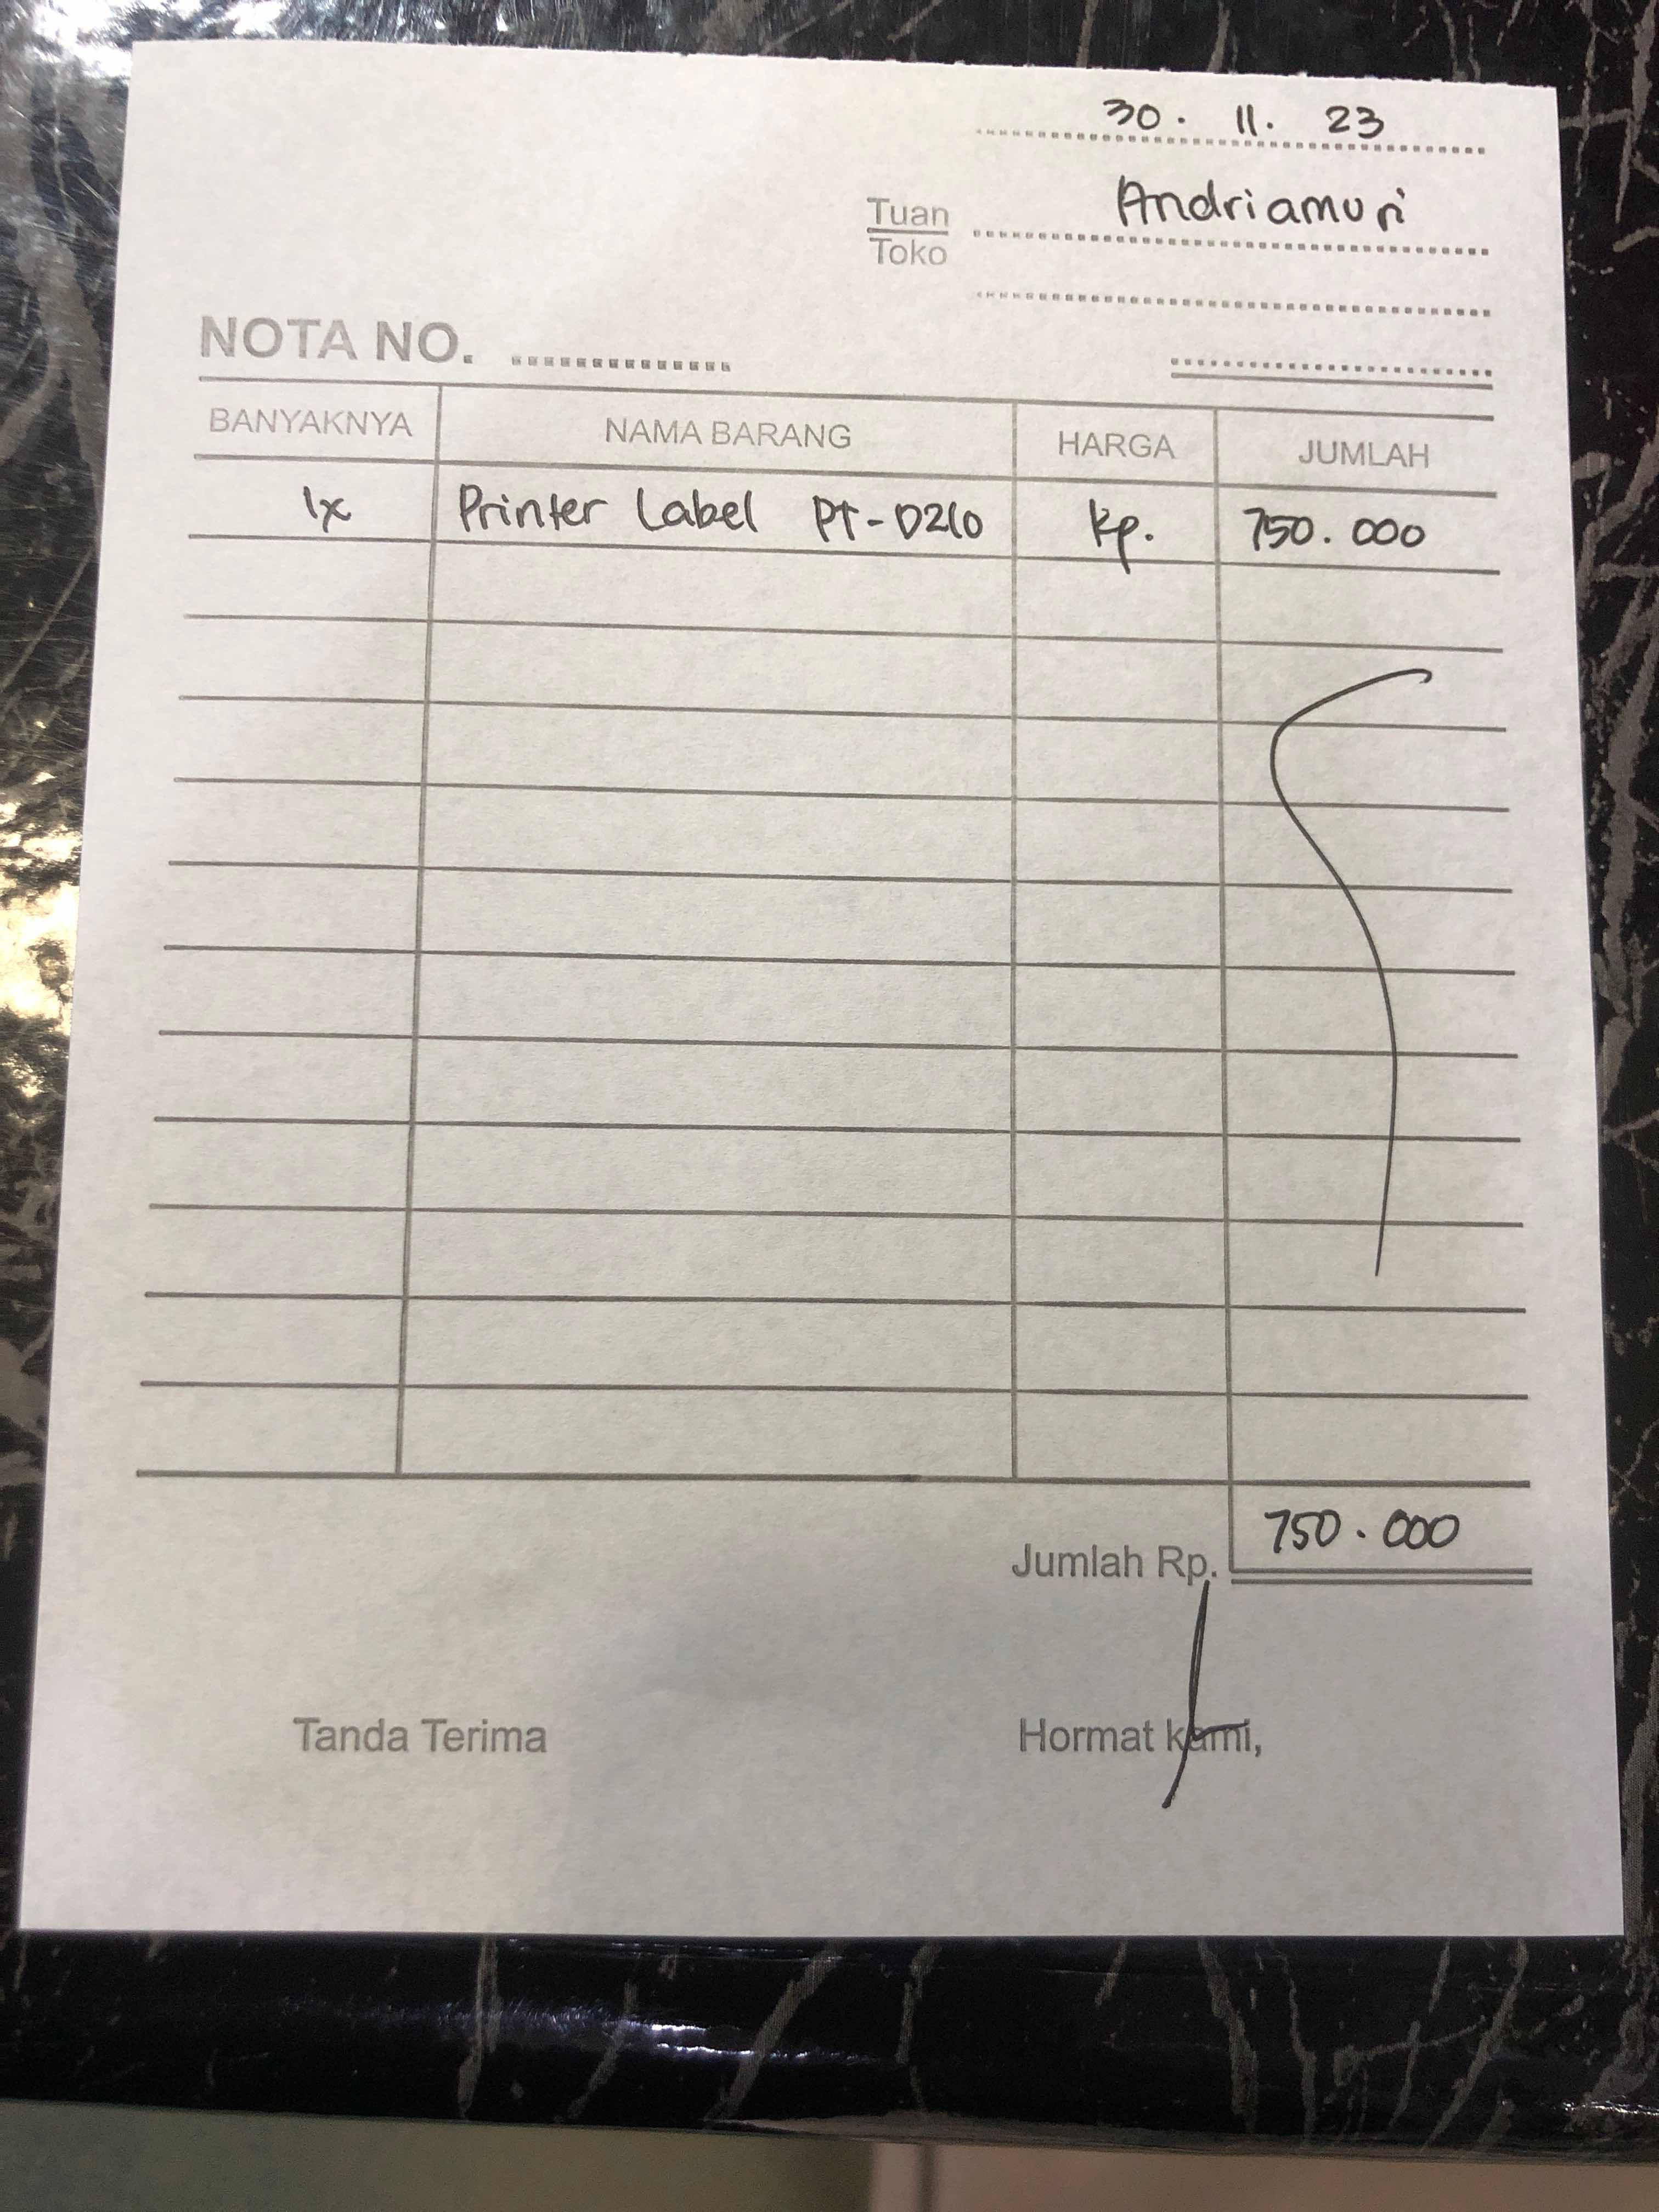 30. 11. 23
Tuan Andriamuri
Toko
NOTA NO.
BANYAKNYA NAMA BARANG HARGA JUMLAH
1x Printer Label PT-D210 Rp. 750.000
Jumlah Rp. 750.000
Tanda Terima Hormat kami,